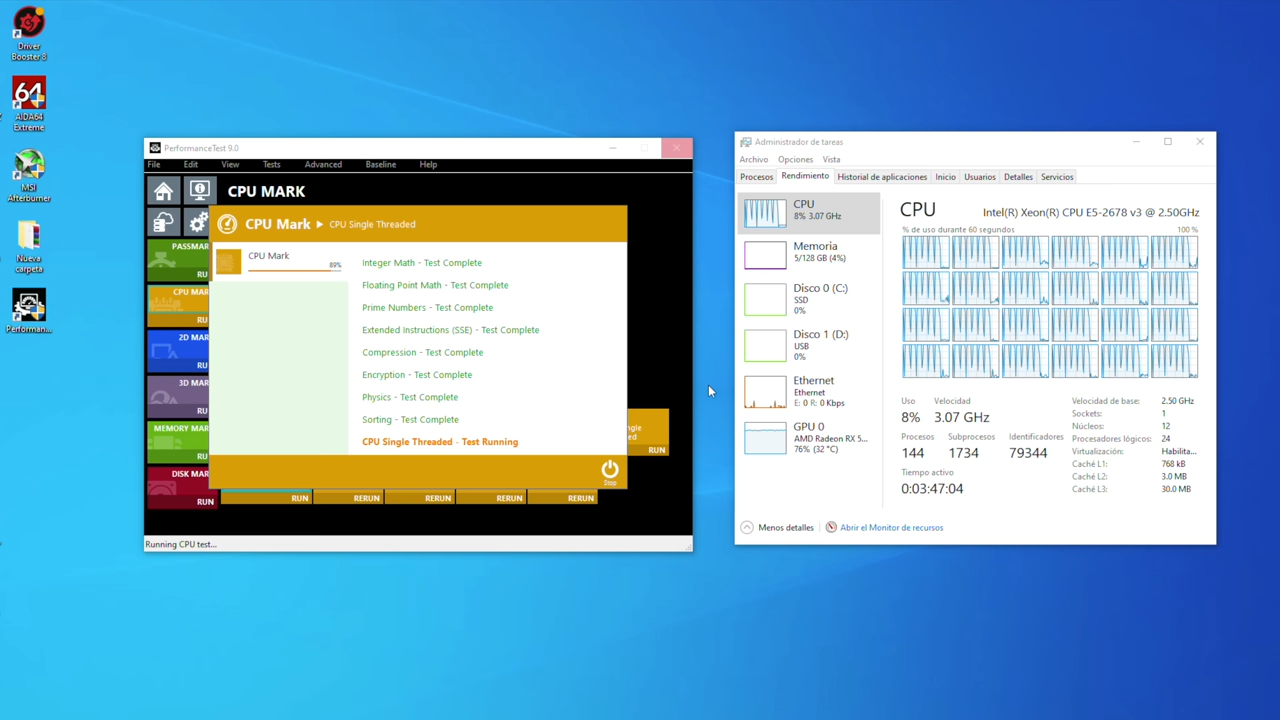 Driver
Booster 8
64
AIDA64
Extreme
MSI
Afterburner
Nueva
carpeta
Performan...
PerformanceTest 9.0
File Edit View Tests Advanced Baseline Help
CPU MARK
PASSMAR
RU
CPU MAR
RU
2D MAR
RU
3D MAR
RU
MEMORY MAR
RU
DISK MAR
RUN
CPU Mark ▶ CPU Single Threaded
CPU Mark
89%
Integer Math - Test Complete
Floating Point Math - Test Complete
Prime Numbers - Test Complete
Extended Instructions (SSE) - Test Complete
Compression - Test Complete
Encryption - Test Complete
Physics - Test Complete
Sorting - Test Complete
CPU Single Threaded - Test Running
Stop
RUN
RUN RERUN RERUN RERUN RERUN
Running CPU test...
Administrador de tareas
Archivo Opciones Vista
Procesos Rendimiento Historial de aplicaciones Inicio Usuarios Detalles Servicios
CPU
8% 3.07 GHz
Memoria
5/128 GB (4%)
Disco 0 (C:)
SSD
0%
Disco 1 (D:)
USB
0%
Ethernet
Ethernet
E: 0 R: 0 Kbps
GPU 0
AMD Radeon RX 5...
76% (32 °C)
CPU Intel(R) Xeon(R) CPU E5-2678 v3 @ 2.50GHz
% de uso durante 60 segundos 100 %
Uso Velocidad
8% 3.07 GHz
Procesos Subprocesos Identificadores
144 1734 79344
Tiempo activo
0:03:47:04
Velocidad de base: 2.50 GHz
Sockets: 1
Núcleos: 12
Procesadores lógicos: 24
Virtualización: Habilita...
Caché L1: 768 kB
Caché L2: 3.0 MB
Caché L3: 30.0 MB
Menos detalles Abrir el Monitor de recursos